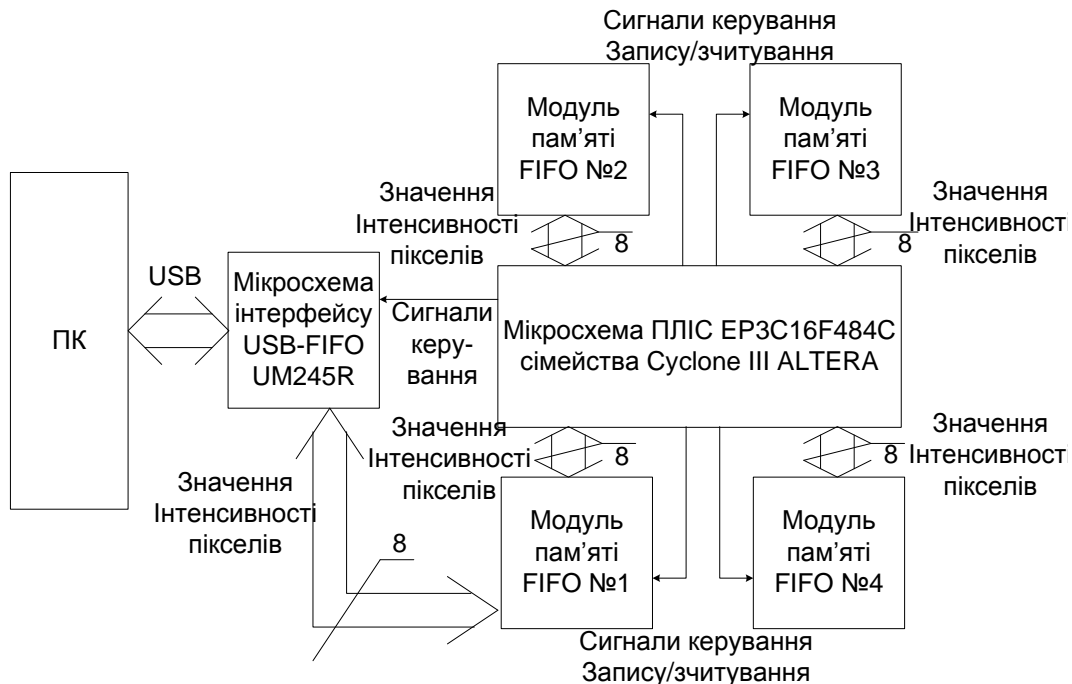 Сигнали керування
Запису/зчитування
Модуль
пам’яті
FIFO №2
Модуль
пам’яті
FIFO №3
Значення
Інтенсивності
пікселів
8
Значення
Інтенсивності
пікселів
8
ПК
USB
Мікросхема
інтерфейсу
USB-FIFO
UM245R
Сигнали
керу-
вання
Мікросхема ПЛІС EP3C16F484C
сімейства Cyclone III ALTERA
Значення
Інтенсивності
пікселів
8
Значення
Інтенсивності
пікселів
8
Значення
Інтенсивності
пікселів
8
Модуль
пам’яті
FIFO №1
Модуль
пам’яті
FIFO №4
Сигнали керування
Запису/зчитування